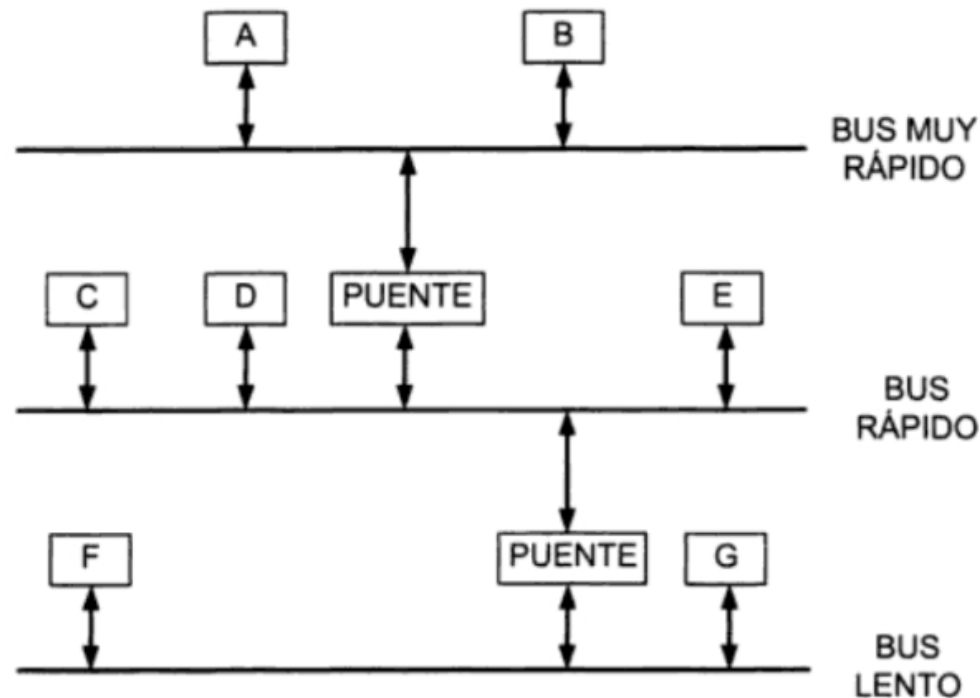 A
B
BUS MUY
RÁPIDO
C
D
PUENTE
E
BUS
RÁPIDO
F
PUENTE
G
BUS
LENTO